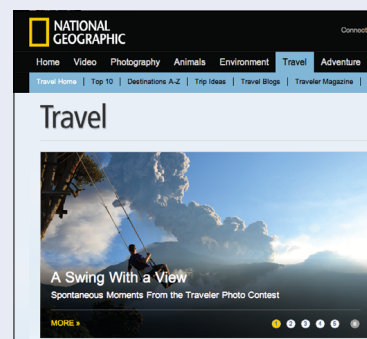 NATIONAL
GEOGRAPHIC
Connect
Home Video Photography Animals Environment Travel Adventure
Travel Home | Top 10 | Destinations A-Z | Trip Ideas | Travel Blogs | Traveler Magazine |
Travel
A Swing With a View
Spontaneous Moments From the Traveler Photo Contest
MORE »
1 2 3 4 5